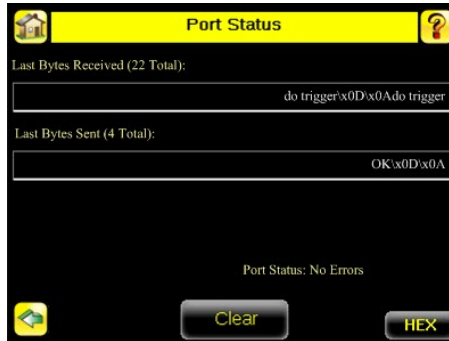 Port Status
?
Last Bytes Received (22 Total):
do trigger\x0D\x0Ado trigger
Last Bytes Sent (4 Total):
OK\x0D\x0A
Port Status: No Errors
Clear
HEX